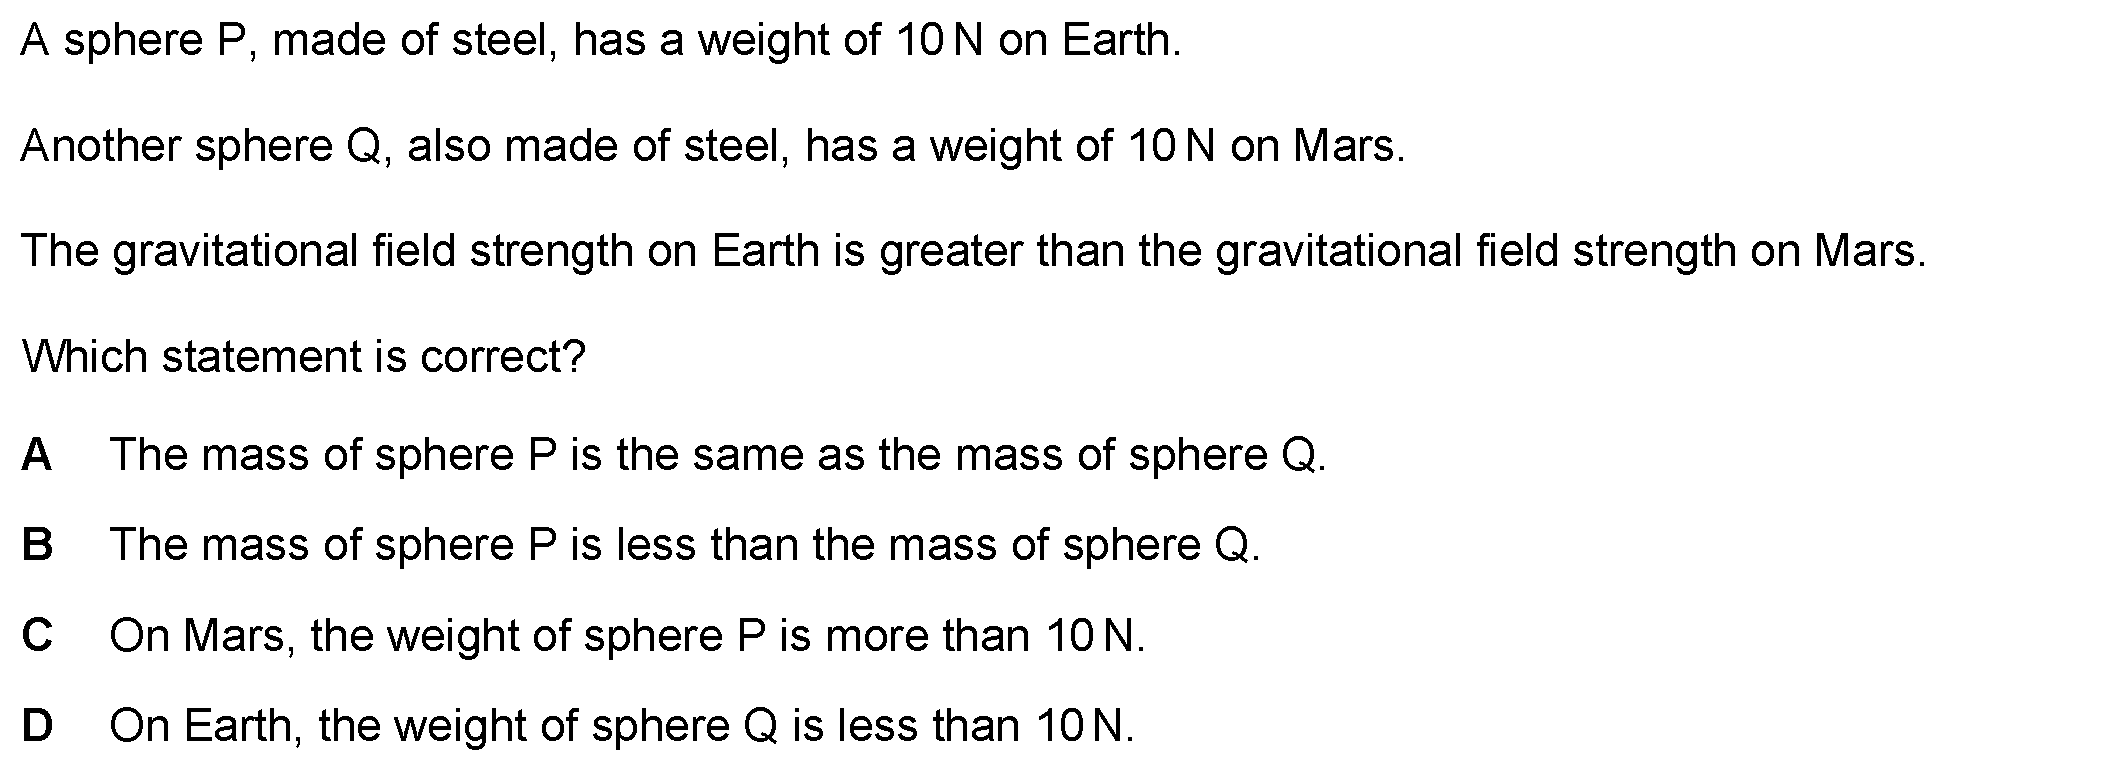 A sphere P, made of steel, has a weight of 10 N on Earth.
Another sphere Q, also made of steel, has a weight of 10 N on Mars.
The gravitational field strength on Earth is greater than the gravitational field strength on Mars.
Which statement is correct?
A The mass of sphere P is the same as the mass of sphere Q.
B The mass of sphere P is less than the mass of sphere Q.
C On Mars, the weight of sphere P is more than 10 N.
D On Earth, the weight of sphere Q is less than 10 N.